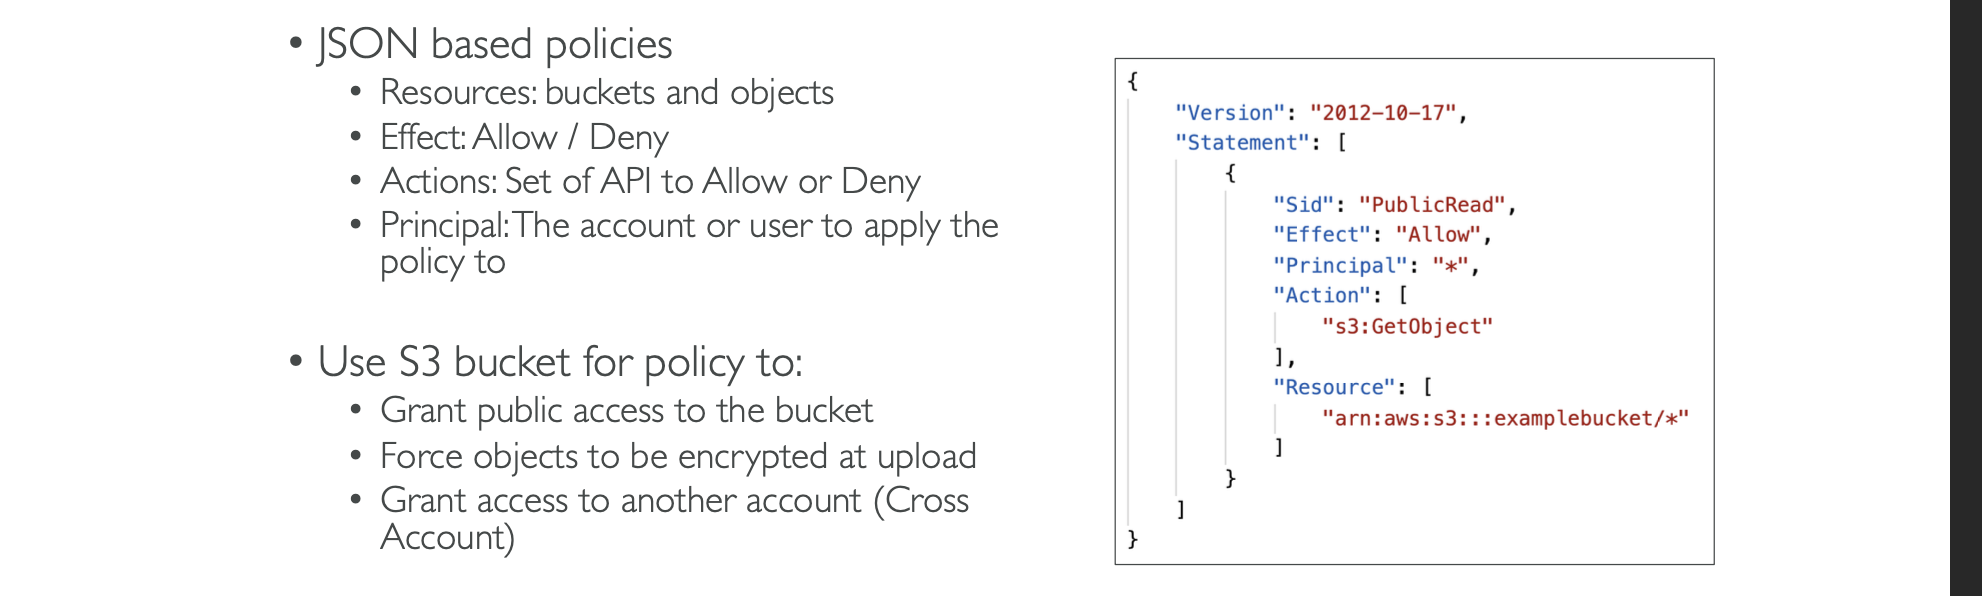 • JSON based policies
• Resources: buckets and objects
• Effect: Allow / Deny
• Actions: Set of API to Allow or Deny
• Principal: The account or user to apply the
policy to
• Use S3 bucket for policy to:
• Grant public access to the bucket
• Force objects to be encrypted at upload
• Grant access to another account (Cross
Account)
{
"Version": "2012-10-17",
"Statement": [
{
"Sid": "PublicRead",
"Effect": "Allow",
"Principal": "*",
"Action": [
"s3:GetObject"
],
"Resource": [
"arn:aws:s3:::examplebucket/*"
]
}
]
}